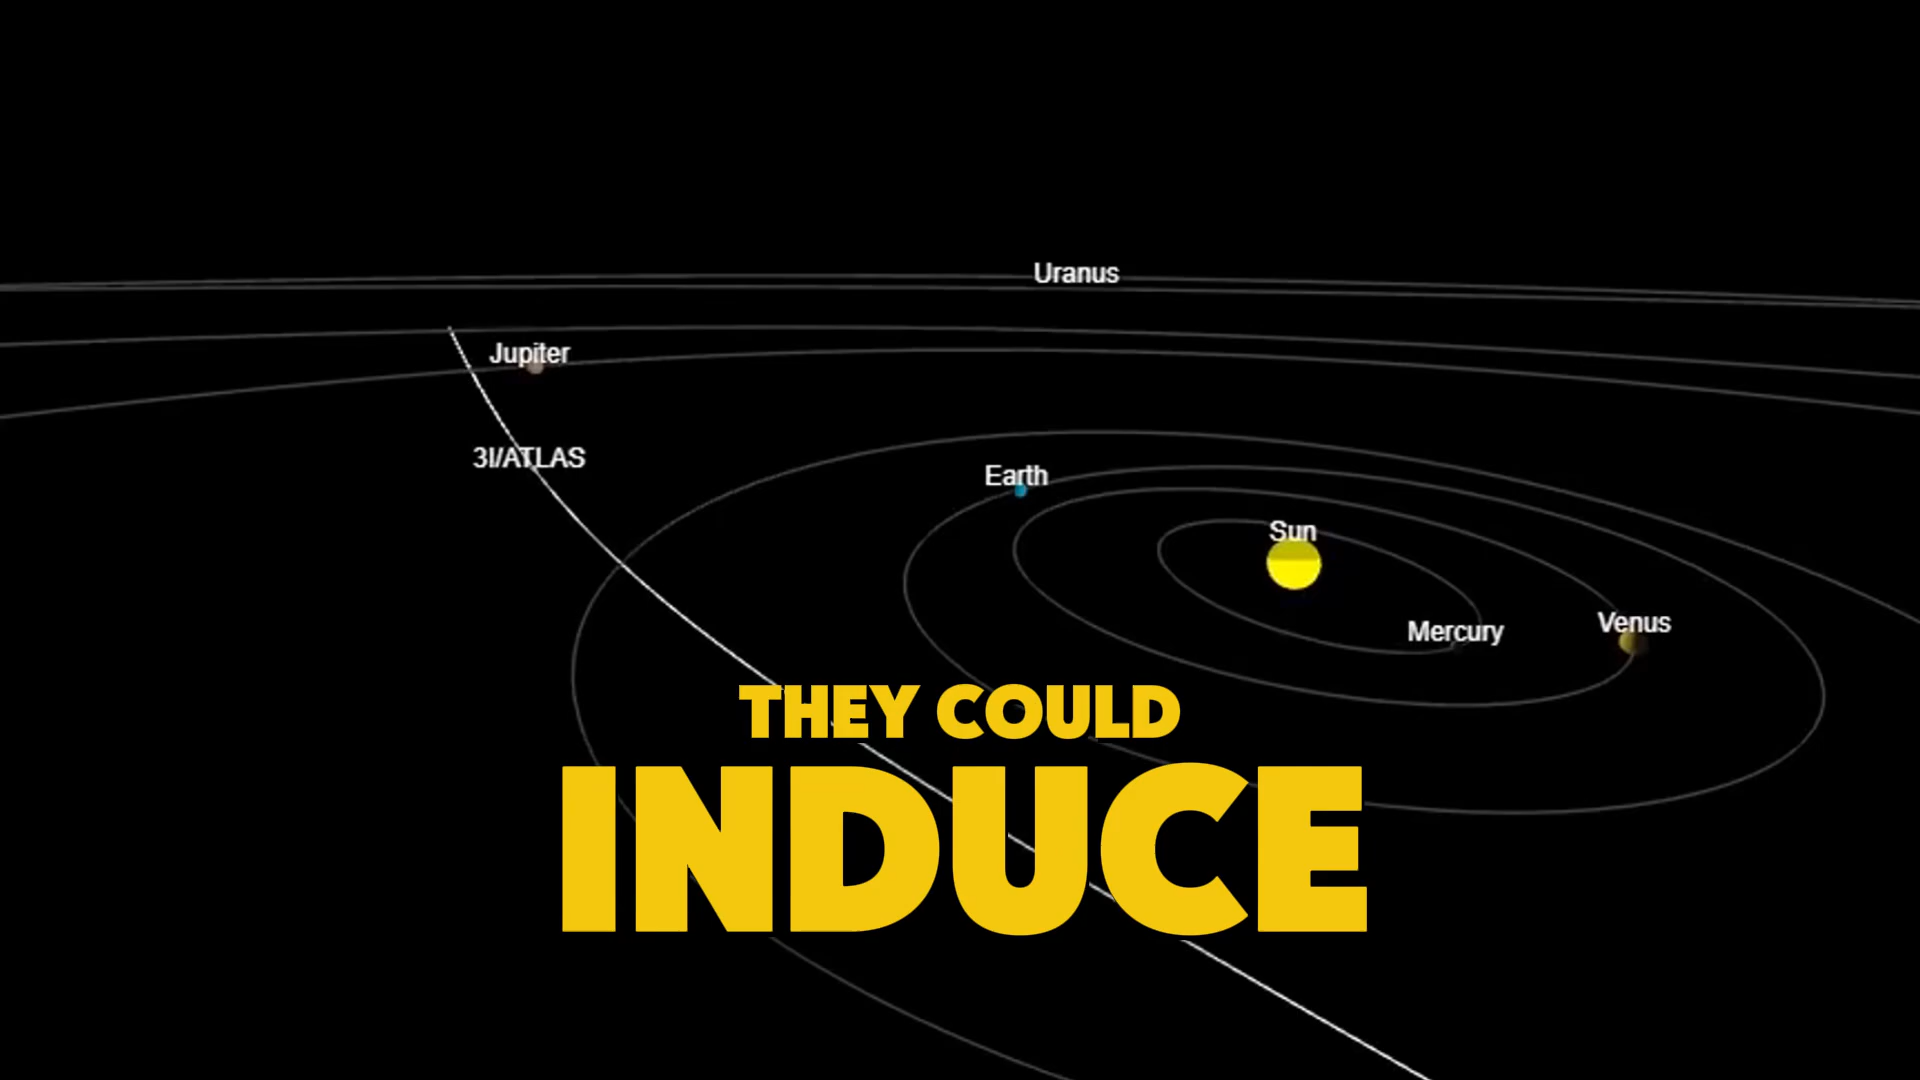 Uranus
Jupiter
3I/ATLAS
Earth
Sun
Venus
Mercury
THEY COULD
INDUCE